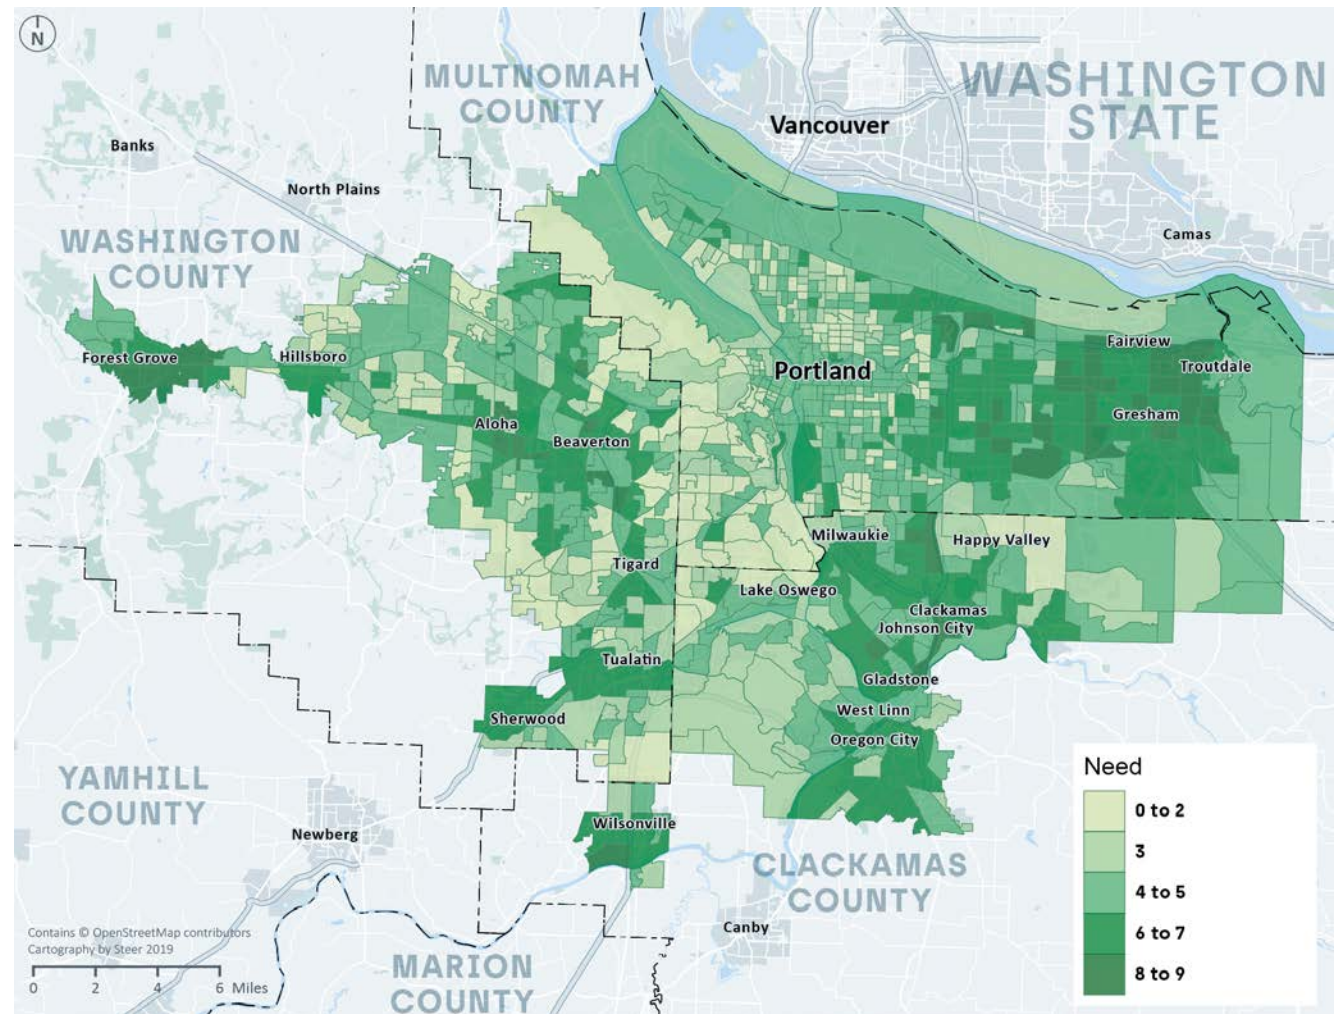 N
MULTNOMAH
COUNTY
WASHINGTON
STATE
Vancouver
Banks
North Plains
Camas
WASHINGTON
COUNTY
Fairview
Forest Grove
Hillsboro
Portland
Troutdale
Gresham
Aloha
Beaverton
Milwaukie
Happy Valley
Tigard
Lake Oswego
Clackamas
Johnson City
Tualatin
Gladstone
West Linn
Sherwood
Oregon City
YAMHILL
COUNTY
Newberg
Wilsonville
CLACKAMAS
COUNTY
Canby
MARION
COUNTY
Need
0 to 2
3
4 to 5
6 to 7
8 to 9
Contains © OpenStreetMap contributors
Cartography by Steer 2019
0 2 4 6 Miles